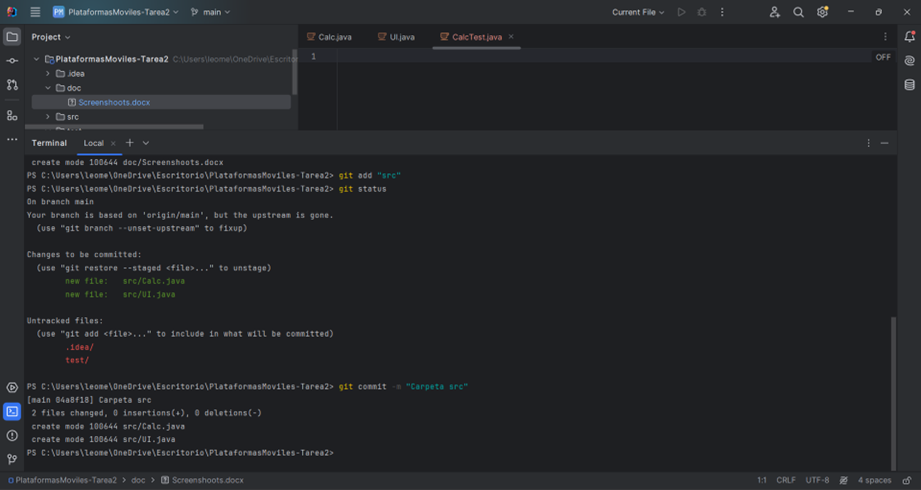 PM PlataformasMoviles-Tarea2 main Current File
Project
Calc.java UI.java CalcTest.java
PlataformasMoviles-Tarea2 C:\Users\leome\OneDrive\Escritor
.idea
doc
Screenshoots.docx
src
1
OFF
Terminal Local
create mode 100644 doc/Screenshoots.docx
PS C:\Users\leome\OneDrive\Escritorio\PlataformasMoviles-Tarea2> git add "src"
PS C:\Users\leome\OneDrive\Escritorio\PlataformasMoviles-Tarea2> git status
On branch main
Your branch is based on 'origin/main', but the upstream is gone.
(use "git branch --unset-upstream" to fixup)
Changes to be committed:
(use "git restore --staged <file>..." to unstage)
new file: src/Calc.java
new file: src/UI.java
Untracked files:
(use "git add <file>..." to include in what will be committed)
.idea/
test/
PS C:\Users\leome\OneDrive\Escritorio\PlataformasMoviles-Tarea2> git commit -m "Carpeta src"
[main 04a8f18] Carpeta src
2 files changed, 0 insertions(+), 0 deletions(-)
create mode 100644 src/Calc.java
create mode 100644 src/UI.java
PS C:\Users\leome\OneDrive\Escritorio\PlataformasMoviles-Tarea2>
PlataformasMoviles-Tarea2 > doc > Screenshoots.docx 1:1 CRLF UTF-8 4 spaces